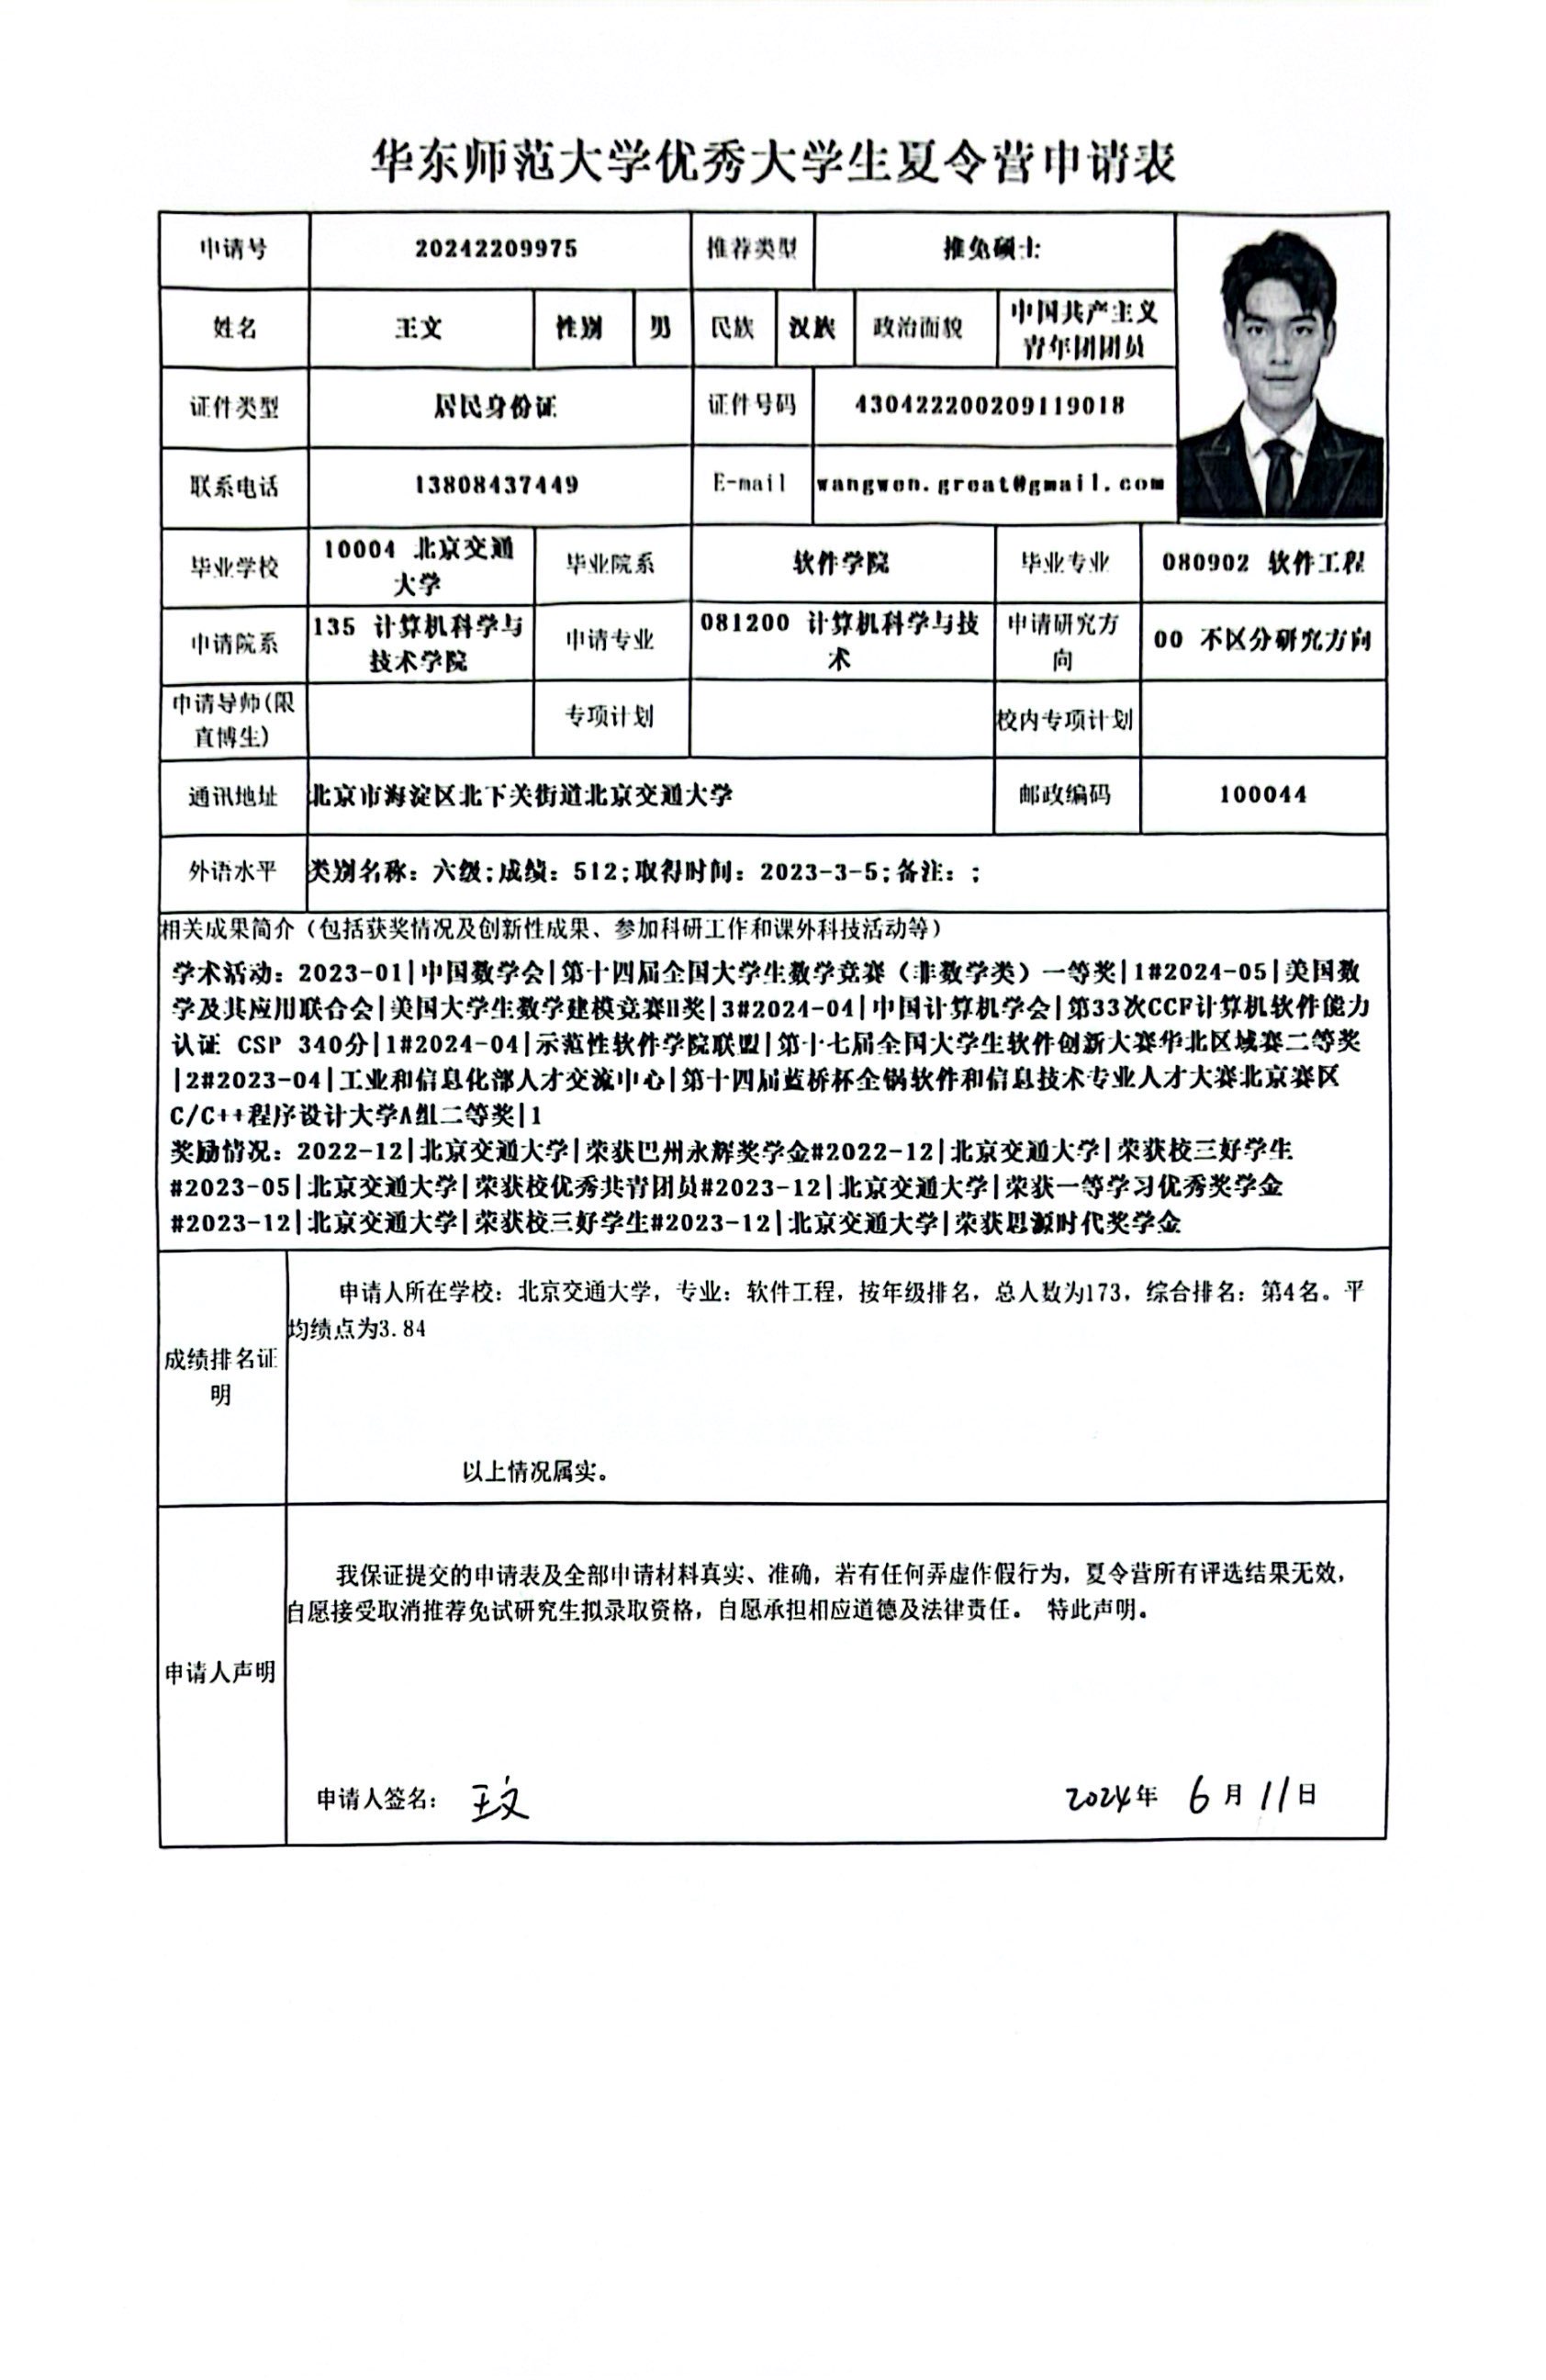 华东师范大学优秀大学生夏令营申请表
申请号 20242209975 推荐类型 推免硕士
姓名 王文 性别 男 民族 汉族 政治面貌 中国共产主义
青年团团员
证件类型 居民身份证 证件号码 430422200209119018
联系电话 13808437449 E-mail wangwen.great@gmail.com
毕业学校 10004 北京交通
大学 毕业院系 软件学院 毕业专业 080902 软件工程
申请院系 135 计算机科学与
技术学院 申请专业 081200 计算机科学与技
术 申请研究方
向 00 不区分研究方向
申请导师(限
直博生) 专项计划 校内专项计划
通讯地址 北京市海淀区北下关街道北京交通大学 邮政编码 100044
外语水平 类别名称：六级;成绩：512;取得时间：2023-3-5;备注：;
相关成果简介（包括获奖情况及创新性成果、参加科研工作和课外科技活动等）
学术活动：2023-01|中国数学会|第十四届全国大学生数学竞赛（非数学类）一等奖|1#2024-05|美国数
学及其应用联合会|美国大学生数学建模竞赛H奖|3#2024-04|中国计算机学会|第33次CCF计算机软件能力
认证 CSP 340分|1#2024-04|示范性软件学院联盟|第十七届全国大学生软件创新大赛华北区域赛二等奖
|2#2023-04|工业和信息化部人才交流中心|第十四届蓝桥杯全锅软件和信息技术专业人才大赛北京赛区
C/C++程序设计大学A组二等奖|1
奖励情况：2022-12|北京交通大学|荣获巴州永辉奖学金#2022-12|北京交通大学|荣获校三好学生
#2023-05|北京交通大学|荣获校优秀共青团员#2023-12|北京交通大学|荣获一等学习优秀奖学金
#2023-12|北京交通大学|荣获校三好学生#2023-12|北京交通大学|荣获思源时代奖学金
成绩排名证
明
申请人所在学校：北京交通大学，专业：软件工程，按年级排名，总人数为173，综合排名：第4名。平
均绩点为3.84
以上情况属实。
申请人声明
我保证提交的申请表及全部申请材料真实、准确，若有任何弄虚作假行为，夏令营所有评选结果无效，
自愿接受取消推荐免试研究生拟录取资格，自愿承担相应道德及法律责任。 特此声明。
申请人签名： 王文 2024年 6月11日